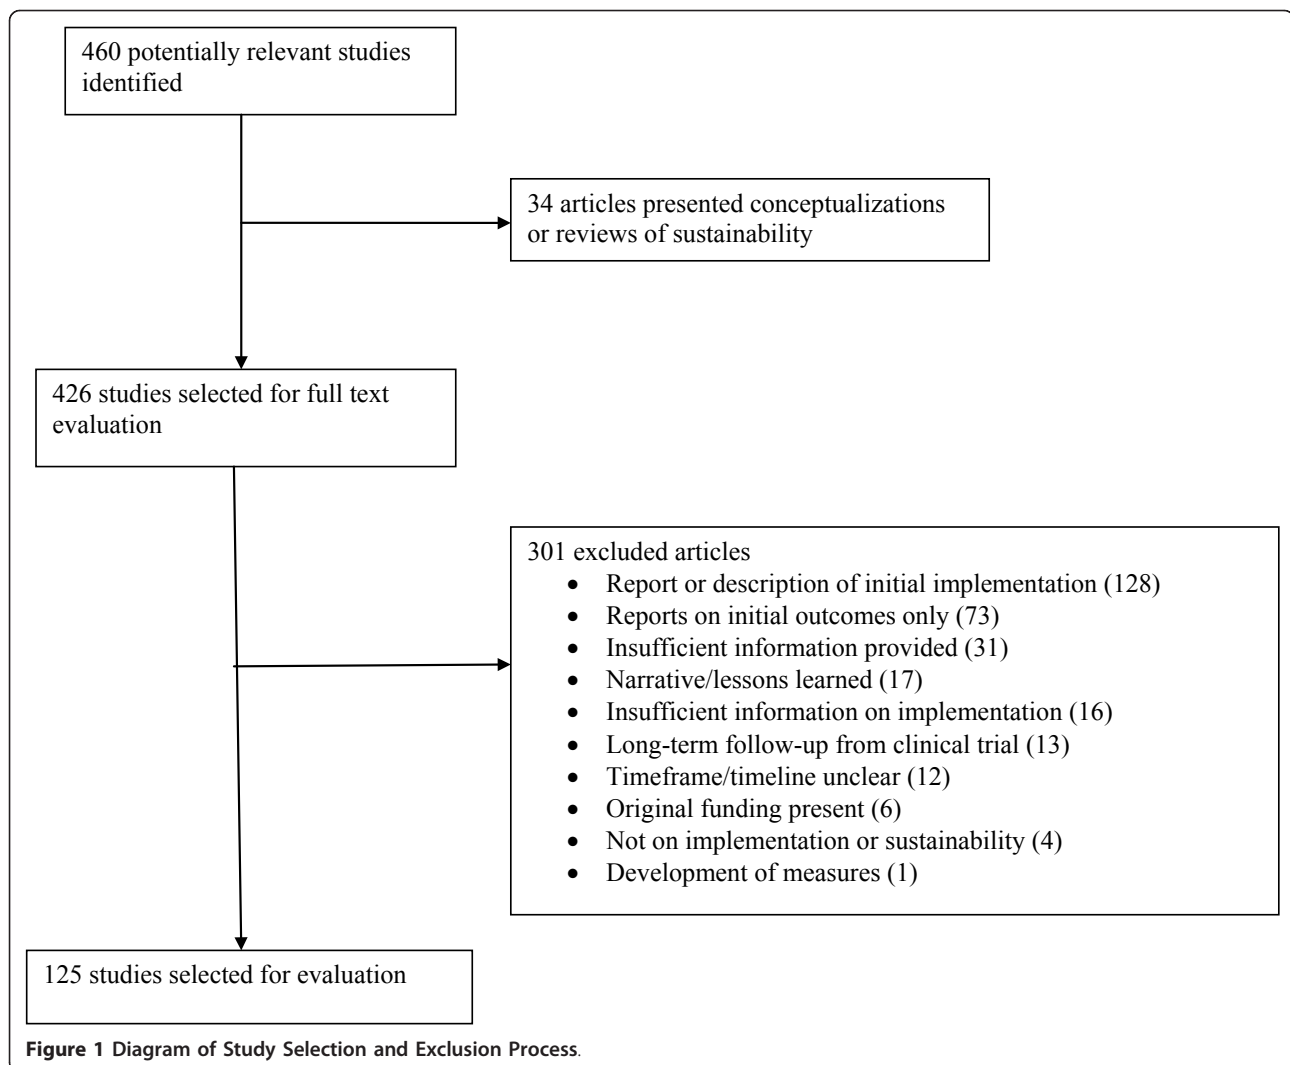 460 potentially relevant studies
identified
34 articles presented conceptualizations
or reviews of sustainability
426 studies selected for full text
evaluation
301 excluded articles
• Report or description of initial implementation (128)
• Reports on initial outcomes only (73)
• Insufficient information provided (31)
• Narrative/lessons learned (17)
• Insufficient information on implementation (16)
• Long-term follow-up from clinical trial (13)
• Timeframe/timeline unclear (12)
• Original funding present (6)
• Not on implementation or sustainability (4)
• Development of measures (1)
125 studies selected for evaluation
Figure 1 Diagram of Study Selection and Exclusion Process.